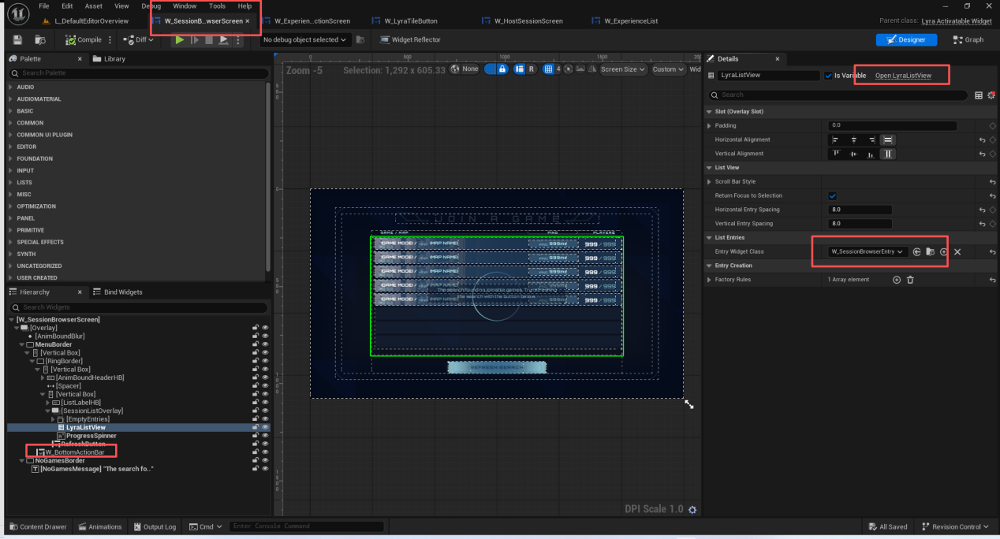 File Edit View Debug Window Tools Help
L_DefaultEditorOverview
W_SessionB...wserScreen
W_Experien...ctionScreen
W_LyraTileButton
W_HostSessionScreen
W_ExperienceList
Parent class: Lyra Activatable Widget
Compile
Diff
No debug object selected
Widget Reflector
Designer
Graph
Palette
Library
Search Palette
AUDIO
AUDIOMATERIAL
BASIC
COMMON
COMMON UI PLUGIN
EDITOR
FOUNDATION
INPUT
LISTS
MISC
OPTIMIZATION
PANEL
PRIMITIVE
SPECIAL EFFECTS
SYNTH
UNCATEGORIZED
USER CREATED
Hierarchy
Bind Widgets
Search Widgets
[W_SessionBrowserScreen]
[Overlay]
[AnimBoundBlur]
MenuBorder
[Vertical Box]
[RingBorder]
[Vertical Box]
[AnimBoundHeaderHB]
[Spacer]
[Vertical Box]
[ListLabelHB]
[SessionListOverlay]
[EmptyEntries]
LyraListView
ProgressSpinner
RefreshButton
W_BottomActionBar
NoGamesBorder
[NoGamesMessage] "The search fo.."
0 500 1000 1500
Zoom -5
Selection: 1,292 x 605.33
None
R
4
Screen Size
Custom
Wid
JOIN A GAME
GAME / MAP PING PLAYERS
[GAME MODE] / [MAP NAME] 999ms 999 / 999
[GAME MODE] / [MAP NAME] 999ms 999 / 999
[GAME MODE] / [MAP NAME] 999ms 999 / 999
[GAME MODE] / [MAP NAME] 999ms 999 / 999
The search found no joinable games. Try refreshing
[GAME MODE] / [MAP NAME] 999ms 999 / 999
the search with the button below.
REFRESH SEARCH
DPI Scale 1.0
Details
LyraListView
Is Variable
Open LyraListView
Search
Slot (Overlay Slot)
Padding 0.0
Horizontal Alignment
Vertical Alignment
List View
Scroll Bar Style
Return Focus to Selection
Horizontal Entry Spacing 8.0
Vertical Entry Spacing 8.0
List Entries
Entry Widget Class W_SessionBrowserEntry
Entry Creation
Factory Rules 1 Array element
Content Drawer
Animations
Output Log
Cmd
Enter Console Command
All Saved
Revision Control